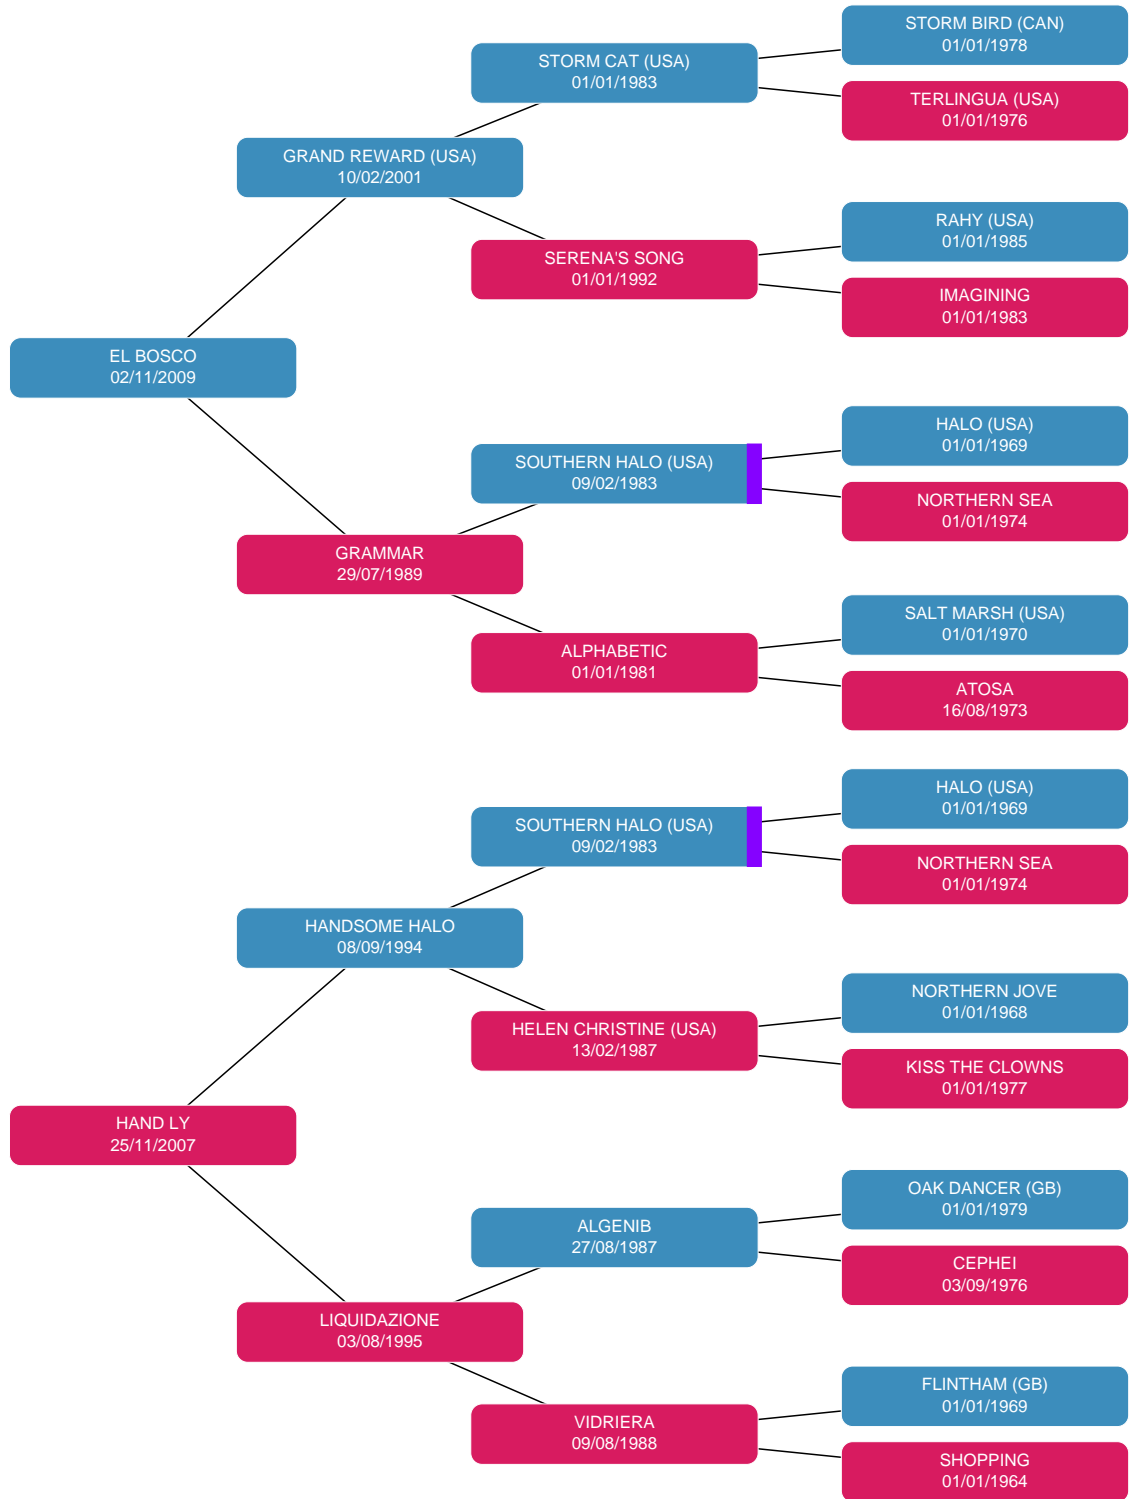 STORM BIRD (CAN)
01/01/1978
STORM CAT (USA)
01/01/1983
TERLINGUA (USA)
01/01/1976
GRAND REWARD (USA)
10/02/2001
RAHY (USA)
01/01/1985
SERENA'S SONG
01/01/1992
IMAGINING
01/01/1983
EL BOSCO
02/11/2009
HALO (USA)
01/01/1969
SOUTHERN HALO (USA)
09/02/1983
NORTHERN SEA
01/01/1974
GRAMMAR
29/07/1989
SALT MARSH (USA)
01/01/1970
ALPHABETIC
01/01/1981
ATOSA
16/08/1973
HALO (USA)
01/01/1969
SOUTHERN HALO (USA)
09/02/1983
NORTHERN SEA
01/01/1974
HANDSOME HALO
08/09/1994
NORTHERN JOVE
01/01/1968
HELEN CHRISTINE (USA)
13/02/1987
KISS THE CLOWNS
01/01/1977
HAND LY
25/11/2007
OAK DANCER (GB)
01/01/1979
ALGENIB
27/08/1987
CEPHEI
03/09/1976
LIQUIDAZIONE
03/08/1995
FLINTHAM (GB)
01/01/1969
VIDRIERA
09/08/1988
SHOPPING
01/01/1964